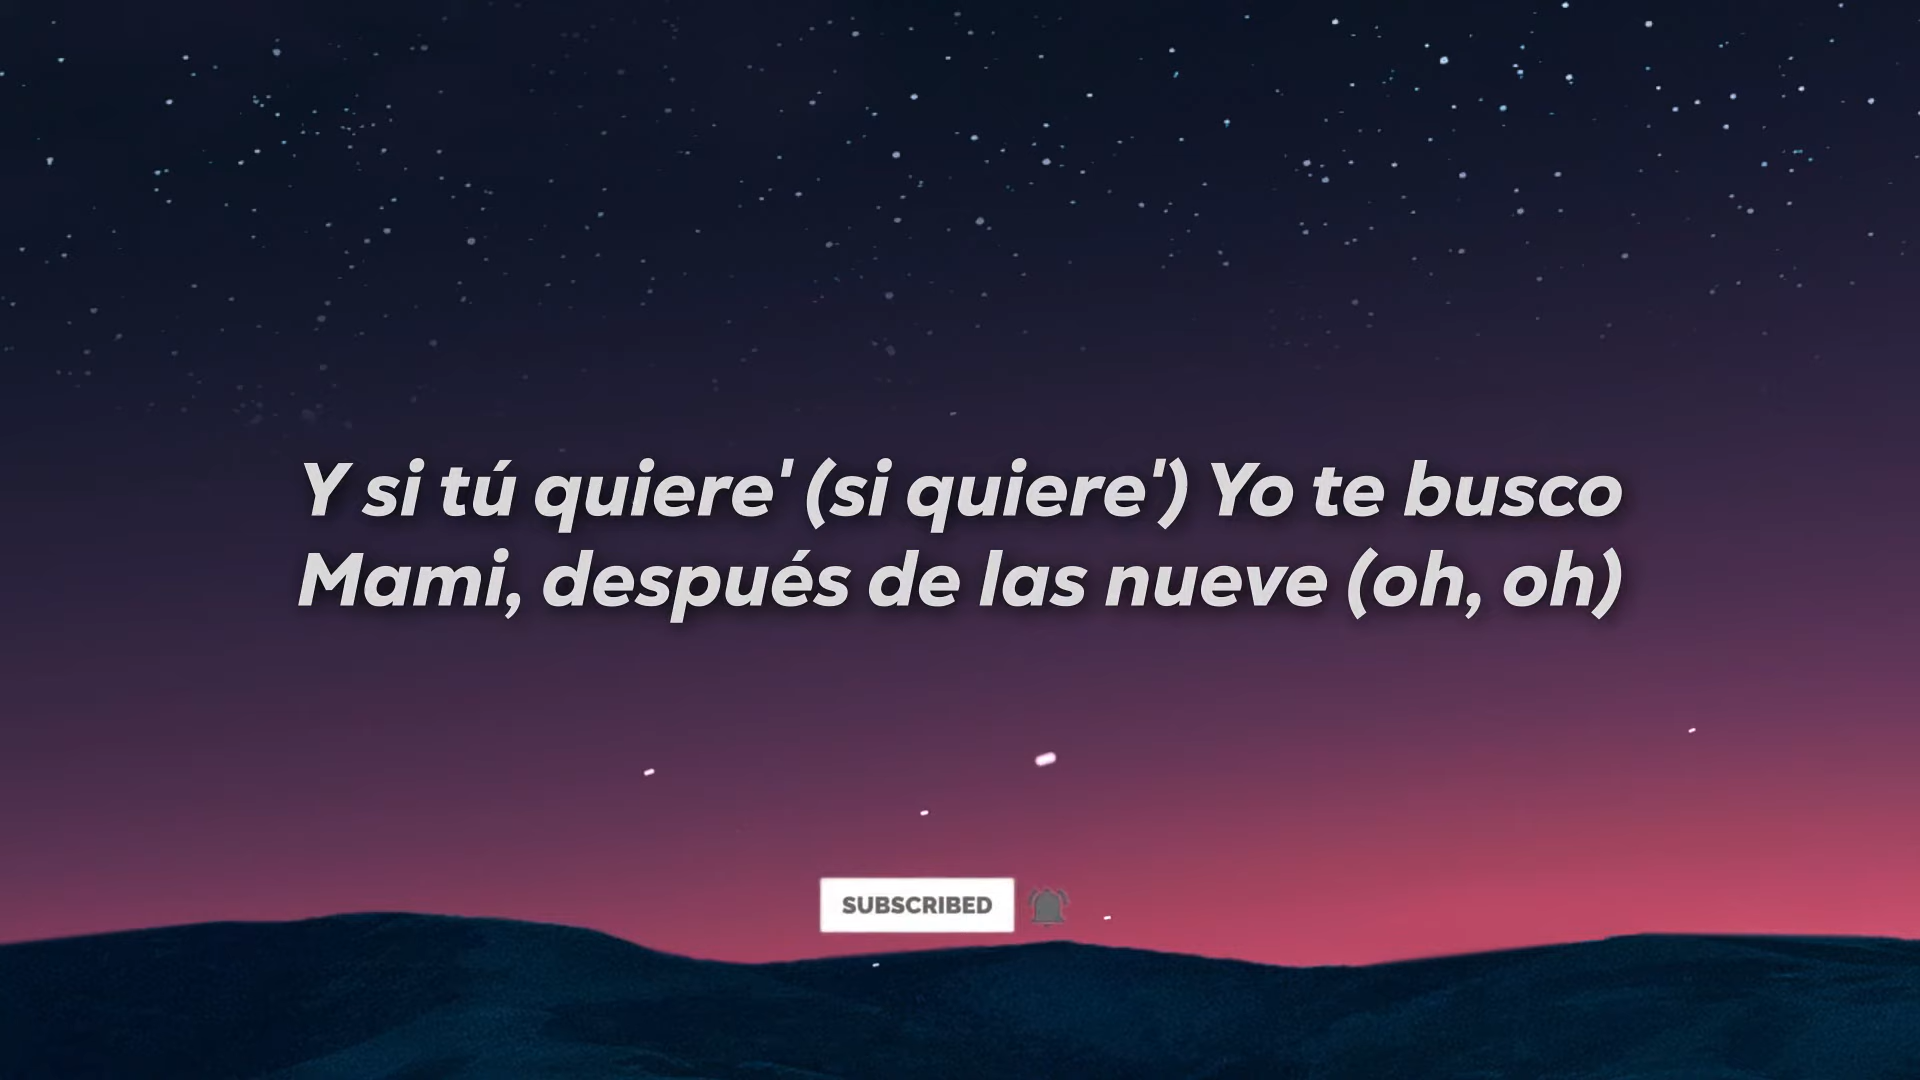 Y si tú quiere' (si quiere') Yo te busco
Mami, después de las nueve (oh, oh)
SUBSCRIBED